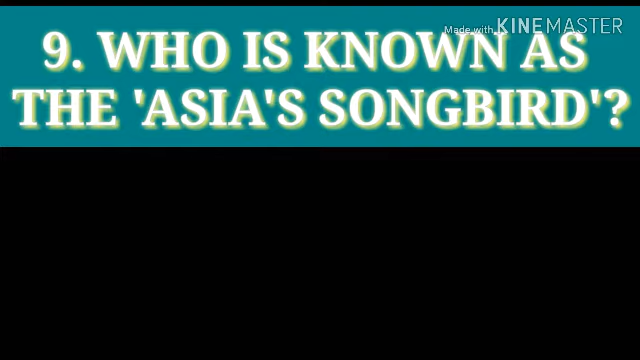 Made with KINEMASTER
9. WHO IS KNOWN AS
THE 'ASIA'S SONGBIRD'?